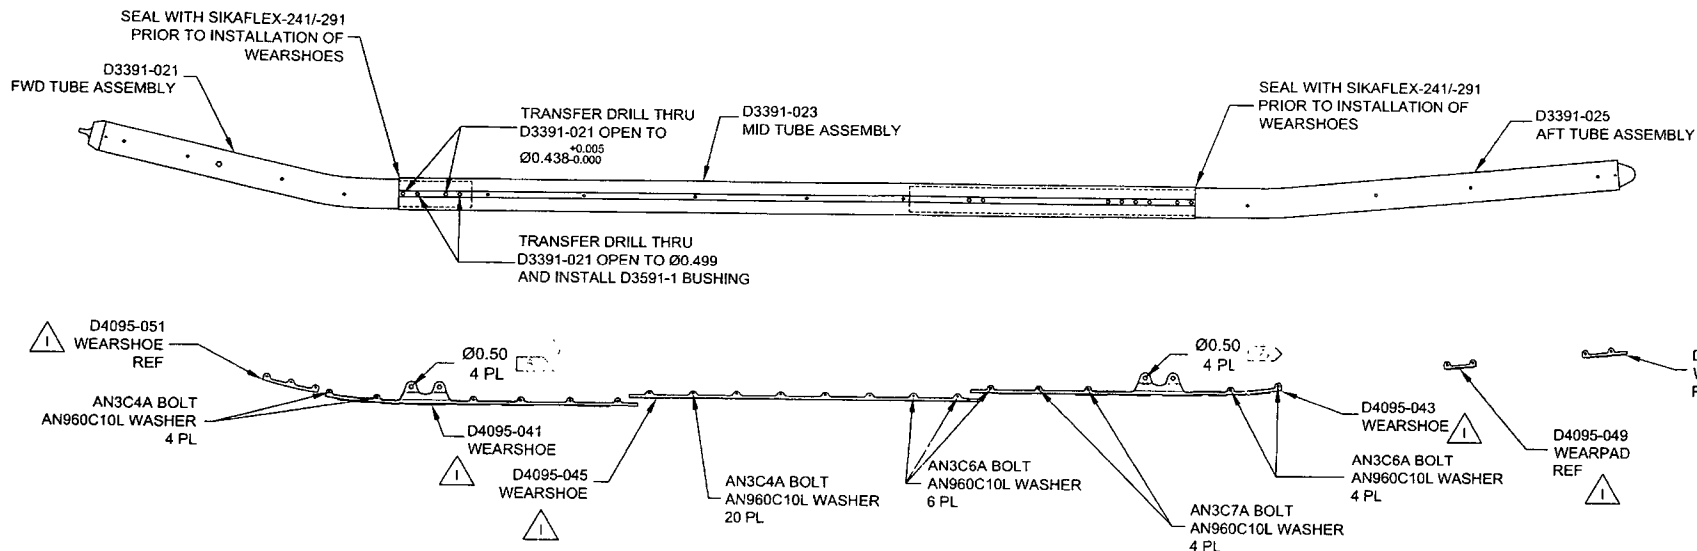 SEAL WITH SIKAFLEX-241/-291
PRIOR TO INSTALLATION OF
WEARSHOES
D3391-021
FWD TUBE ASSEMBLY
TRANSFER DRILL THRU
D3391-021 OPEN TO
Ø0.438+0.005-0.000
D3391-023
MID TUBE ASSEMBLY
SEAL WITH SIKAFLEX-241/-291
PRIOR TO INSTALLATION OF
WEARSHOES
D3391-025
AFT TUBE ASSEMBLY
TRANSFER DRILL THRU
D3391-021 OPEN TO Ø0.499
AND INSTALL D3591-1 BUSHING
D4095-051
WEARSHOE
REF
1
Ø0.50
4 PL
Ø0.50
4 PL
AN3C4A BOLT
AN960C10L WASHER
4 PL
D4095-041
WEARSHOE
1
D4095-045
WEARSHOE
1
AN3C4A BOLT
AN960C10L WASHER
20 PL
AN3C6A BOLT
AN960C10L WASHER
6 PL
AN3C7A BOLT
AN960C10L WASHER
4 PL
AN3C6A BOLT
AN960C10L WASHER
4 PL
D4095-043
WEARSHOE
1
D4095-049
WEARPAD
REF
1